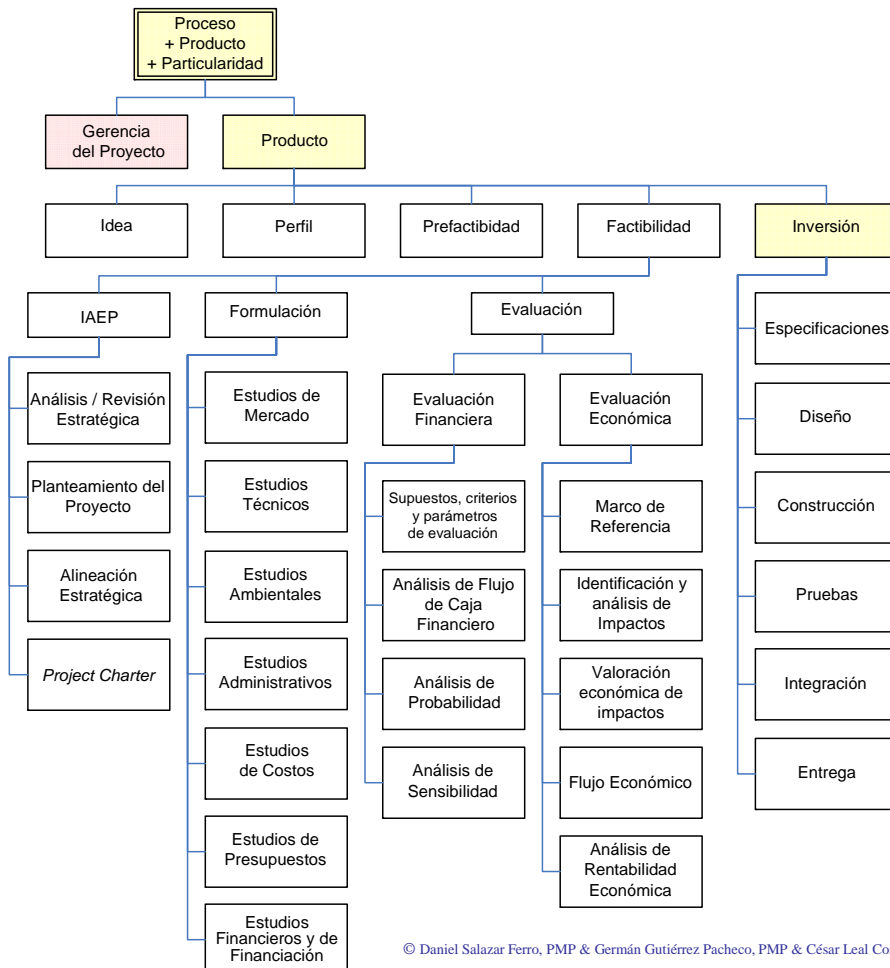 Proceso
+ Producto
+ Particularidad
Gerencia
del Proyecto
Producto
Idea
Perfil
Prefactibidad
Factibilidad
Inversión
IAEP
Formulación
Evaluación
Análisis / Revisión
Estratégica
Planteamiento del
Proyecto
Alineación
Estratégica
Project Charter
Estudios de
Mercado
Estudios
Técnicos
Estudios
Ambientales
Estudios
Administrativos
Estudios
de Costos
Estudios de
Presupuestos
Estudios
Financieros y de
Financiación
Evaluación
Financiera
Supuestos, criterios
y parámetros
de evaluación
Análisis de Flujo
de Caja
Financiero
Análisis de
Probabilidad
Análisis de
Sensibilidad
Evaluación
Económica
Marco de
Referencia
Identificación y
análisis de
Impactos
Valoración
económica de
impactos
Flujo Económico
Análisis de
Rentabilidad
Económica
Especificaciones
Diseño
Construcción
Pruebas
Integración
Entrega
© Daniel Salazar Ferro, PMP & Germán Gutiérrez Pacheco, PMP & César Leal Co